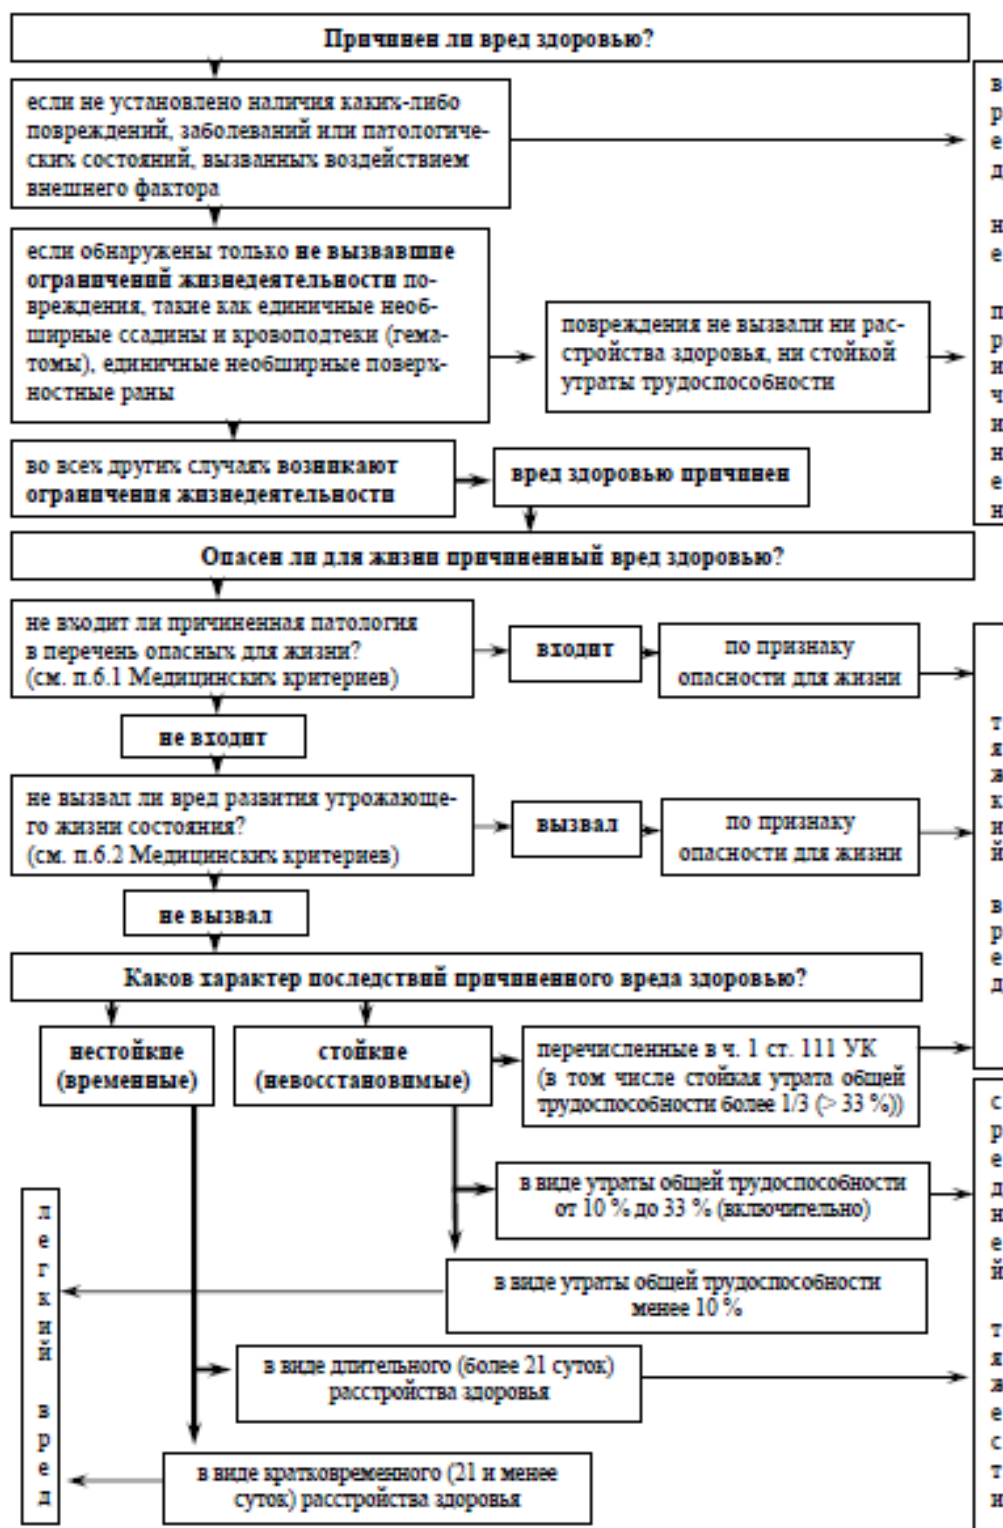 Причинен ли вред здоровью?
если не установлено наличия каких-либо
повреждений, заболеваний или патологиче-
ских состояний, вызванных воздействием
внешнего фактора
если обнаружены только не вызвавшие
ограничений жизнедеятельности по-
вреждения, такие как единичные необ-
ширные ссадины и кровоподтеки (гема-
томы), единичные необширные поверх-
ностные раны
повреждения не вызвали ни рас-
стройства здоровья, ни стойкой
утраты трудоспособности
вред не причинен
во всех других случаях возникают
ограничения жизнедеятельности
вред здоровью причинен
Опасен ли для жизни причиненный вред здоровью?
не входит ли причиненная патология
в перечень опасных для жизни?
(см. п.6.1 Медицинских критериев)
входит
по признаку
опасности для жизни
не входит
не вызвал ли вред развития угрожающе-
го жизни состояния?
(см. п.6.2 Медицинских критериев)
вызвал
по признаку
опасности для жизни
не вызвал
тяжкий вред
Каков характер последствий причиненного вреда здоровью?
нестойкие
(временные)
стойкие
(невосстановимые)
перечисленные в ч. 1 ст. 111 УК
(в том числе стойкая утрата общей
трудоспособности более 1/3 (> 33 %))
в виде утраты общей трудоспособности
от 10 % до 33 % (включительно)
в виде утраты общей трудоспособности
менее 10 %
в виде длительного (более 21 суток)
расстройства здоровья
в виде кратковременного (21 и менее
суток) расстройства здоровья
легкий вред
средней тяжести